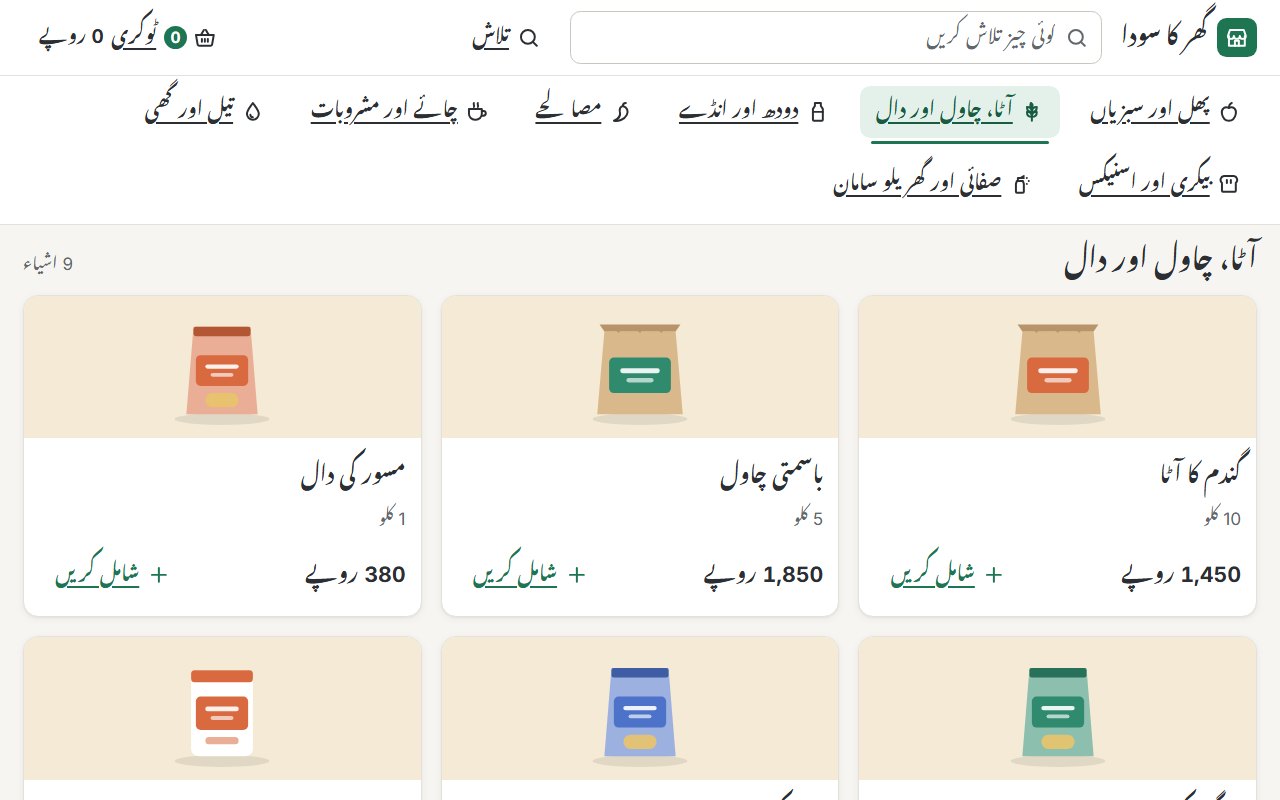 گھر کا سودا
کوئی چیز تلاش کریں
تلاش
0 ٹوکری 0 روپے
پھل اور سبزیاں
آٹا، چاول اور دال
دودھ اور انڈے
مصالحے
چائے اور مشروبات
تیل اور گھی
بیکری اور اسنیکس
صفائی اور گھریلو سامان
آٹا، چاول اور دال
9 اشیاء
گندم کا آٹا
10 کلو
1,450 روپے
+ شامل کریں
باسمتی چاول
5 کلو
1,850 روپے
+ شامل کریں
مسور کی دال
1 کلو
380 روپے
+ شامل کریں